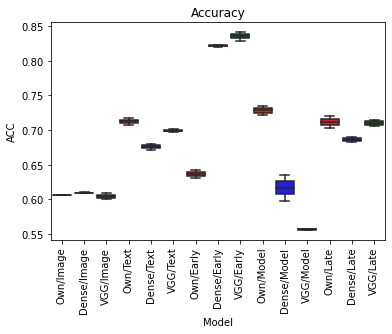 Accuracy
0.85
0.80
0.75
0.70
0.65
0.60
0.55
ACC
Own/Image
Dense/Image
VGG/Image
Own/Text
Dense/Text
VGG/Text
Own/Early
Dense/Early
VGG/Early
Own/Model
Dense/Model
VGG/Model
Own/Late
Dense/Late
VGG/Late
Model